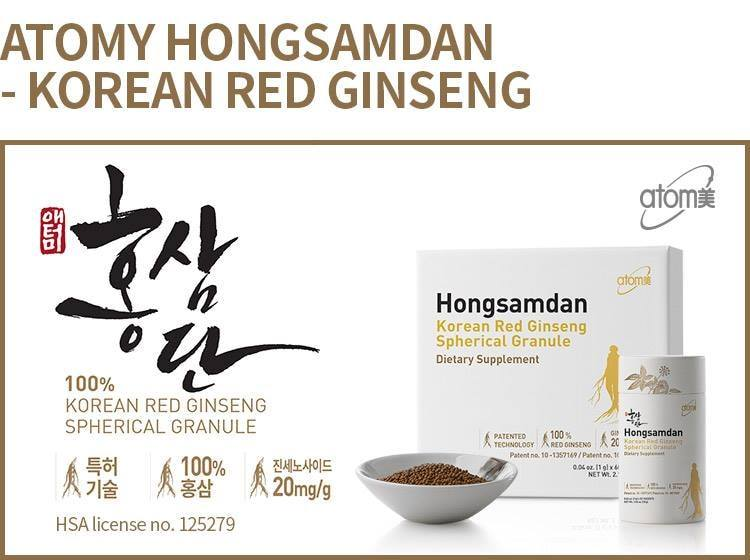 ATOMY HONGSAMDAN
- KOREAN RED GINSENG
애터미
홍삼단
atom美
100%
KOREAN RED GINSENG
SPHERICAL GRANULE
특허
기술
100%
홍삼
진세노사이드
20mg/g
HSA license no. 125279
atom美
Hongsamdan
Korean Red Ginseng
Spherical Granule
Dietary Supplement
PATENTED
TECHNOLOGY
100 %
RED GINSENG
Patent no. 10 -1357169 / Patent no.
0.04 oz. (1g) x
NET WT. 2.
홍삼단
atom美
Hongsamdan
Korean Red Ginseng
Spherical Granule
Dietary Supplement